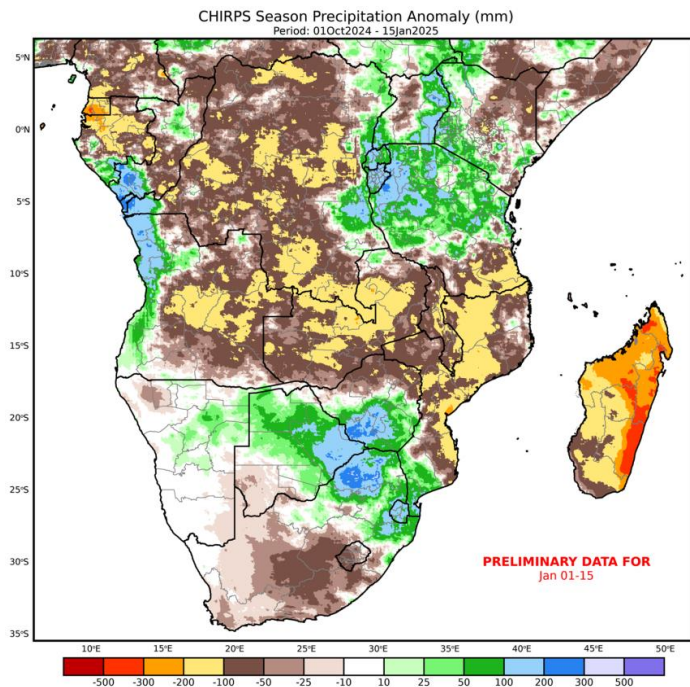 CHIRPS Season Precipitation Anomaly (mm)
Period: 01Oct2024 - 15Jan2025
5°N
0°N
5°S
10°S
15°S
20°S
25°S
30°S
35°S
PRELIMINARY DATA FOR
Jan 01-15
10°E 15°E 20°E 25°E 30°E 35°E 40°E 45°E 50°E
-500 -300 -200 -100 -50 -25 -10 10 25 50 100 200 300 500